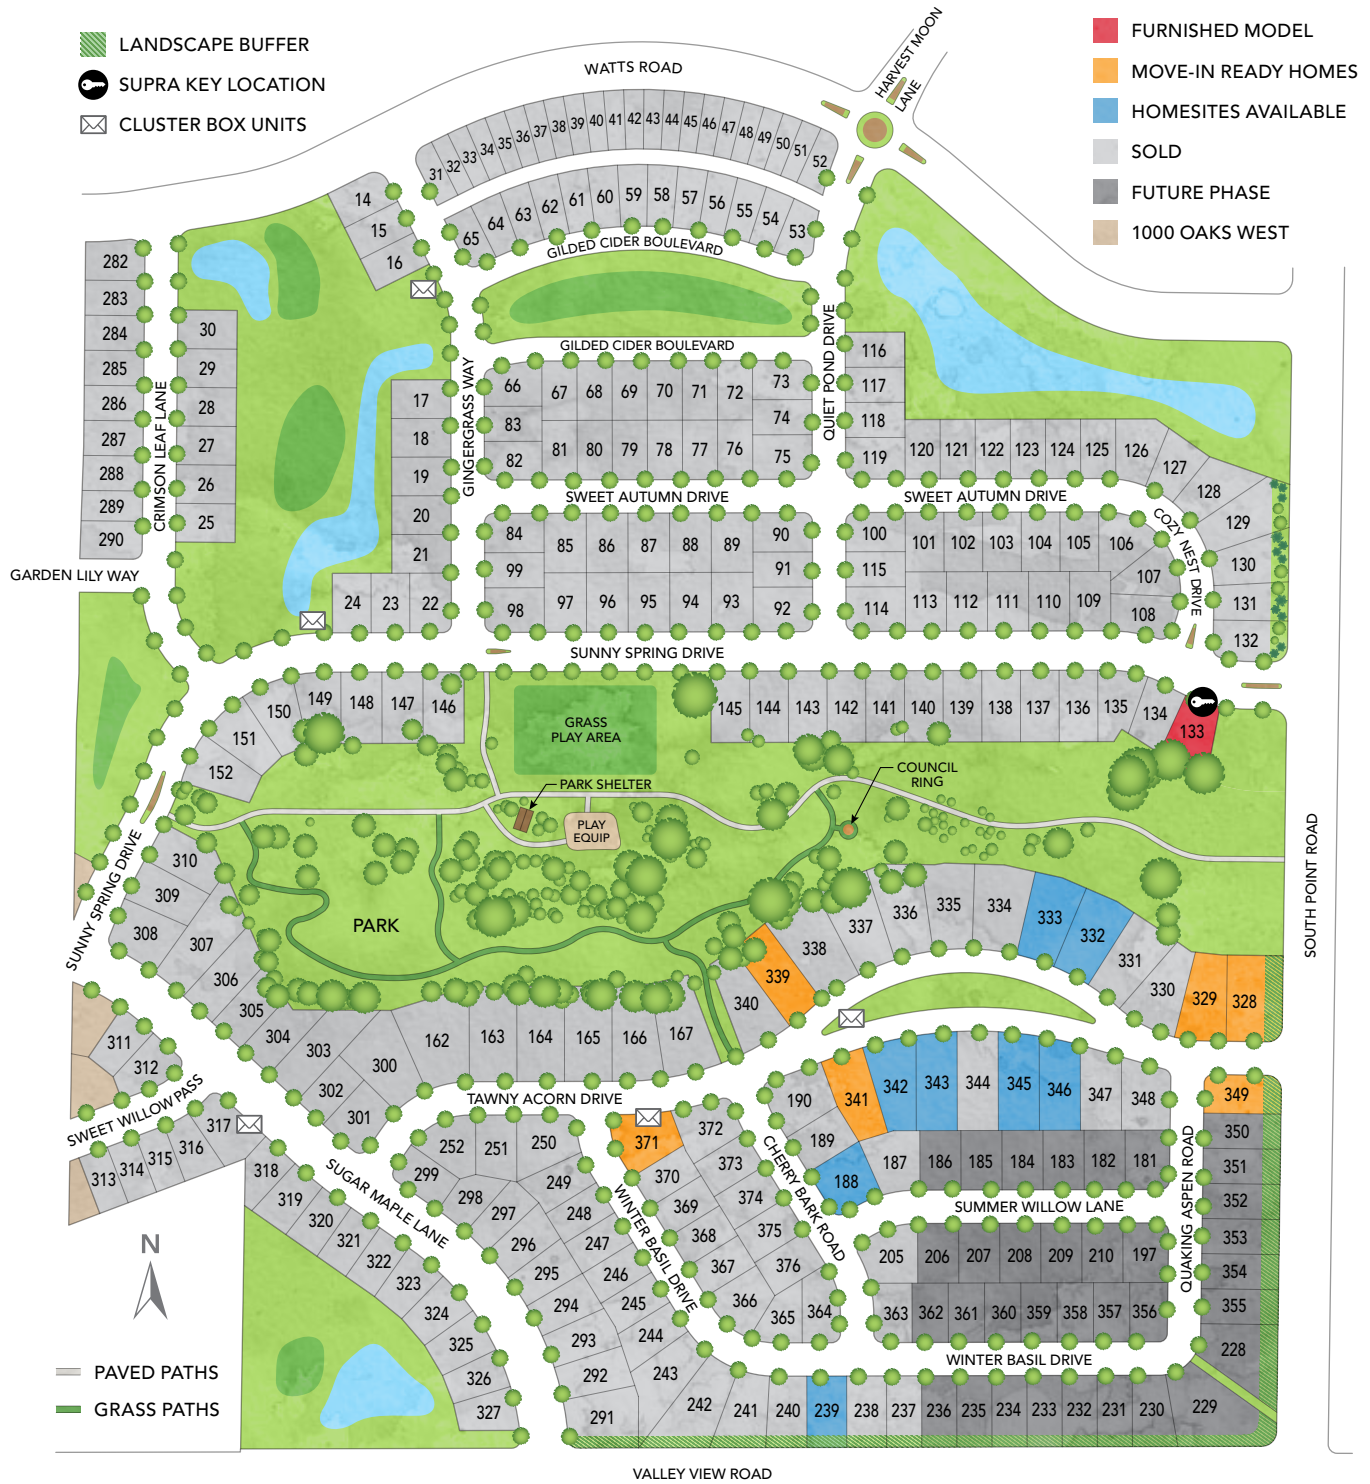 LANDSCAPE BUFFER
SUPRA KEY LOCATION
CLUSTER BOX UNITS
FURNISHED MODEL
MOVE-IN READY HOMES
HOMESITES AVAILABLE
SOLD
FUTURE PHASE
1000 OAKS WEST
WATTS ROAD
HARVEST MOON
LANE
31 32 33 34 35 36 37 38 39 40 41 42 43 44 45 46 47 48 49 50 51 52
65 64 63 62 61 60 59 58 57 56 55 54 53
14
15
16
GILDED CIDER BOULEVARD
282
283
284
285
286
287
288
289
290
CRIMSON LEAF LANE
30
29
28
27
26
25
GARDEN LILY WAY
17
18
19
20
21
24 23 22
GINGERGRASS WAY
GILDED CIDER BOULEVARD
QUIET POND DRIVE
66 67 68 69 70 71 72 73
83 74
82 81 80 79 78 77 76 75
116
117
118
119 120 121 122 123 124 125 126 127 128 129
130
131
132
SWEET AUTUMN DRIVE
SWEET AUTUMN DRIVE
COZY NEST DRIVE
84 85 86 87 88 89 90
99 91
98 97 96 95 94 93 92
100 101 102 103 104 105 106
115 107
114 113 112 111 110 109 108
SUNNY SPRING DRIVE
152 151 150 149 148 147 146
145 144 143 142 141 140 139 138 137 136 135 134 133
GRASS
PLAY AREA
PARK SHELTER
PLAY
EQUIP
COUNCIL
RING
PARK
SUNNY SPRING DRIVE
SOUTH POINT ROAD
310
309
308
307
306
305
304
303
302
301
300
162 163 164 165 166 167
340 339 338 337 336 335 334 333 332 331 330 329 328
311
312
SWEET WILLOW PASS
313 314 315 316 317
TAWNY ACORN DRIVE
190 341 342 343 344 345 346 347 348
189
188 187 186 185 184 183 182 181
349
350
351
352
353
354
355
228
229
SUGAR MAPLE LANE
318
319
320
321
322
323
324
325
326
327
252 251 250
299 249
298 248
297 247
296 246
295 245
294 244
293 243
292 242
291
371 372
370 373
369 374
368 375
367 376
366 365 364
WINTER BASIL DRIVE
CHERRY BARK ROAD
SUMMER WILLOW LANE
QUAKING ASPEN ROAD
205 206 207 208 209 210 197
363 362 361 360 359 358 357 356
WINTER BASIL DRIVE
241 240 239 238 237 236 235 234 233 232 231 230
N
PAVED PATHS
GRASS PATHS
VALLEY VIEW ROAD